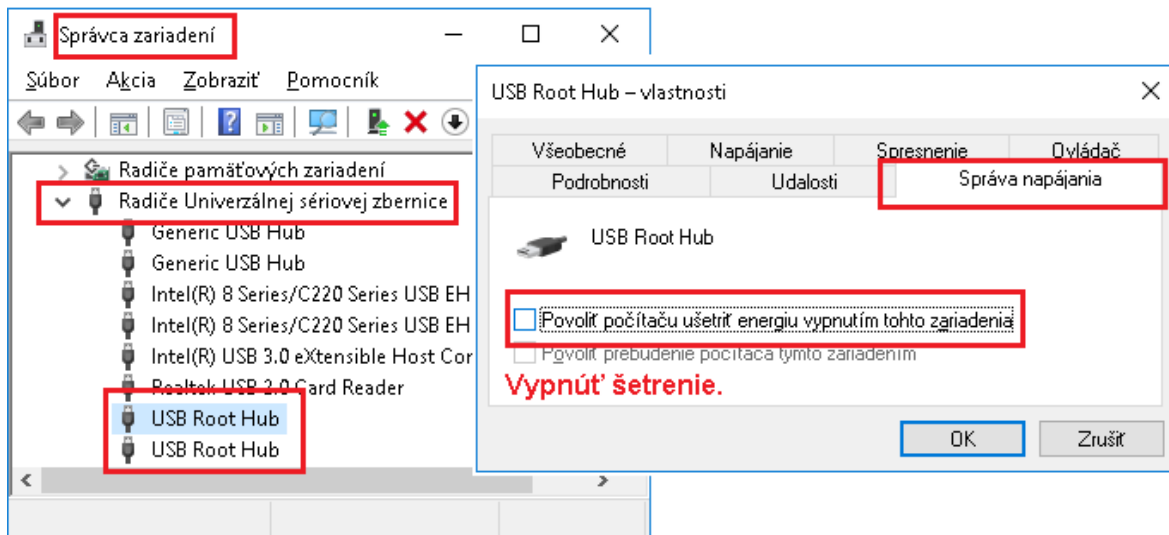 Správca zariadení
Súbor Akcia Zobraziť Pomocník
Radiče pamäťových zariadení
Radiče Univerzálnej sériovej zbernice
Generic USB Hub
Generic USB Hub
Intel(R) 8 Series/C220 Series USB EH
Intel(R) 8 Series/C220 Series USB EH
Intel(R) USB 3.0 eXtensible Host Cor
Realtek USB 2.0 Card Reader
USB Root Hub
USB Root Hub
USB Root Hub – vlastnosti
Všeobecné Napájanie Spresnenie Ovládač
Podrobnosti Udalosti Správa napájania
USB Root Hub
Povoliť počítaču ušetriť energiu vypnutím tohto zariadenia
Povoliť prebudenie počítača týmto zariadením
Vypnúť šetrenie.
OK Zrušiť